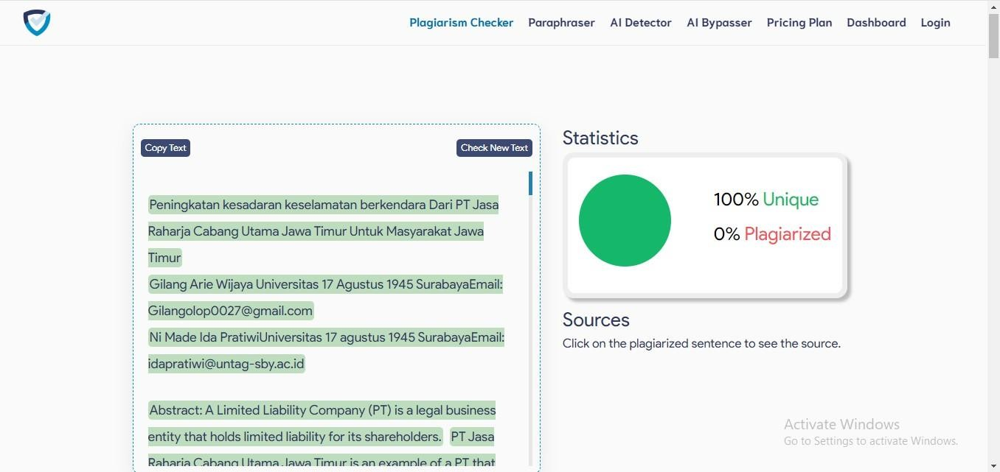 Plagiarism Checker Paraphraser AI Detector AI Bypasser Pricing Plan Dashboard Login
Copy Text Check New Text
Peningkatan kesadaran keselamatan berkendara Dari PT Jasa
Raharja Cabang Utama Jawa Timur Untuk Masyarakat Jawa
Timur
Gilang Arie Wijaya Universitas 17 Agustus 1945 SurabayaEmail:
Gilangolop0027@gmail.com
Ni Made Ida PratiwiUniversitas 17 agustus 1945 SurabayaEmail:
idapratiwi@untag-sby.ac.id
Abstract: A Limited Liability Company (PT) is a legal business
entity that holds limited liability for its shareholders. PT Jasa
Raharja Cabang Utama Jawa Timur is an example of a PT that
Statistics
100% Unique
0% Plagiarized
Sources
Click on the plagiarized sentence to see the source.
Activate Windows
Go to Settings to activate Windows.